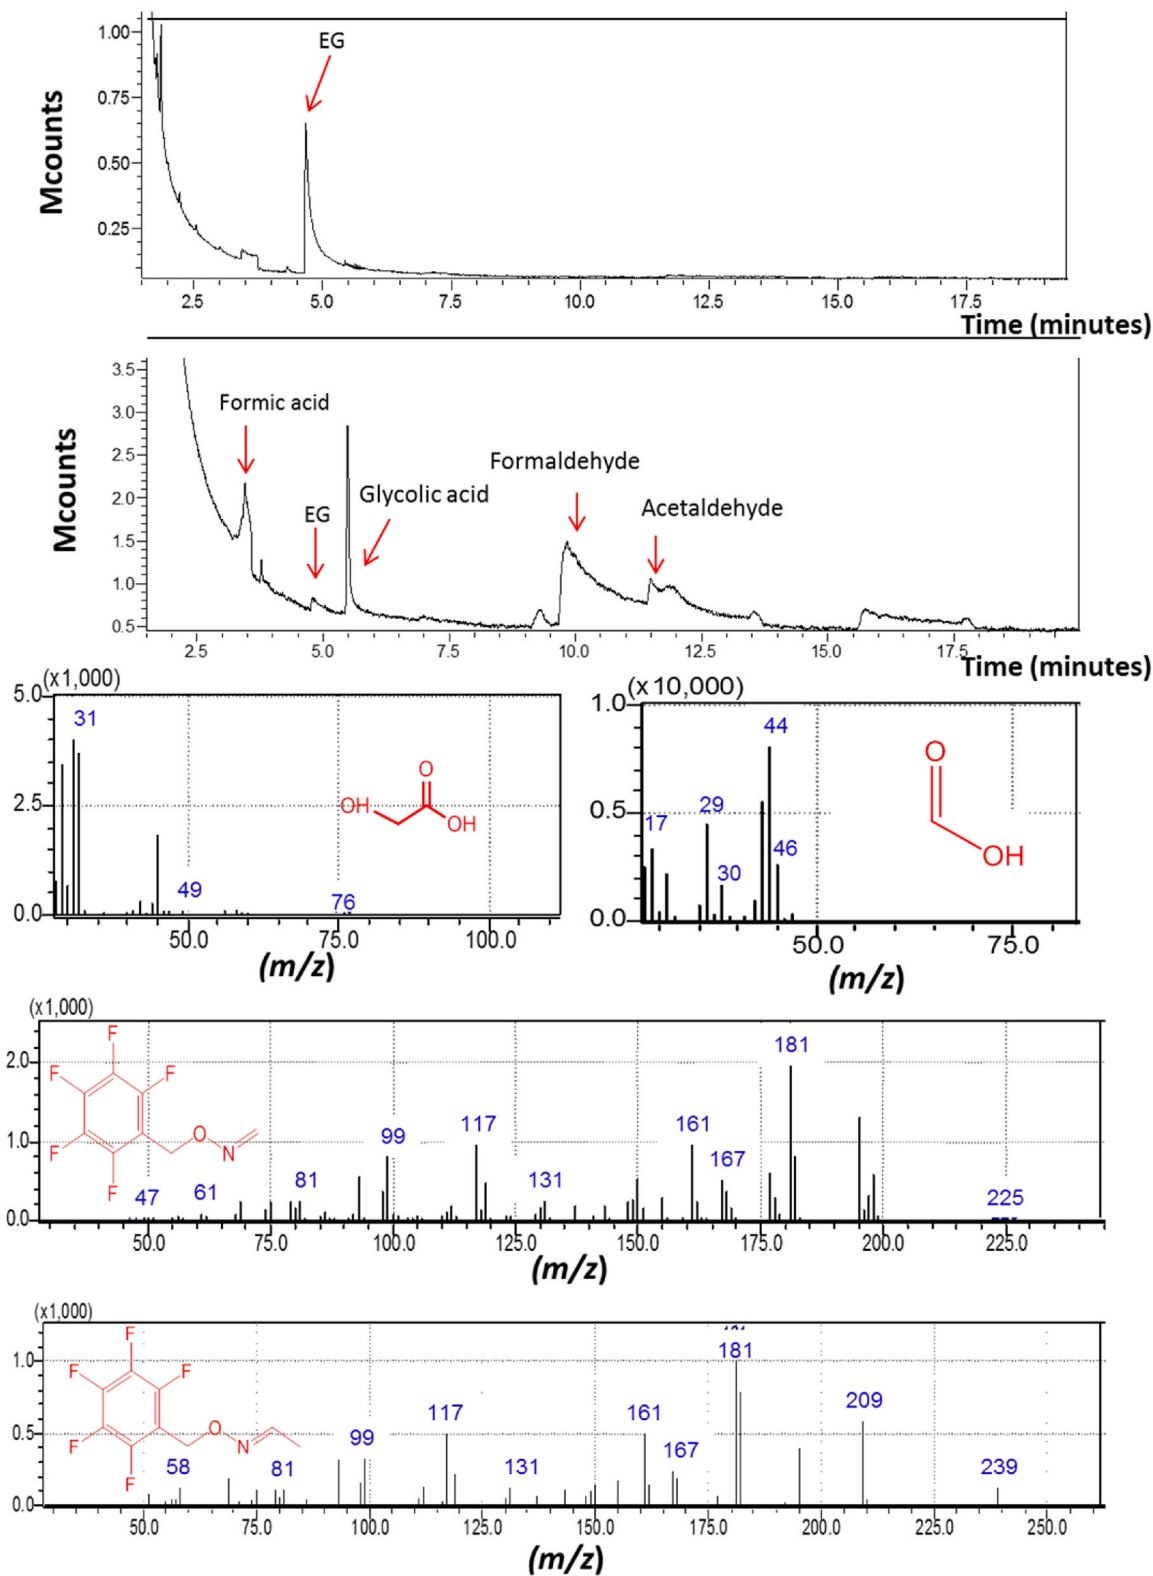 EG
1.00
0.75
0.50
0.25
Mcounts
2.5 5.0 7.5 10.0 12.5 15.0 17.5
Time (minutes)
3.5
3.0
2.5
2.0
1.5
1.0
0.5
Mcounts
Formic acid
EG
Glycolic acid
Formaldehyde
Acetaldehyde
2.5 5.0 7.5 10.0 12.5 15.0 17.5
Time (minutes)
(x1,000)
5.0
2.5
0.0
31
49
76
OH
O
OH
50.0 75.0 100.0
(m/z)
(x10,000)
1.0
0.5
0.0
17
29
30
44
46
O
OH
50.0 75.0
(m/z)
(x1,000)
2.0
1.0
0.0
F
F
F
F
F
O
N
47
61
81
99
117
131
161
167
181
225
50.0 75.0 100.0 125.0 150.0 175.0 200.0 225.0
(m/z)
(x1,000)
1.0
0.5
0.0
F
F
F
F
F
O
N
58
81
99
117
131
161
167
181
209
239
50.0 75.0 100.0 125.0 150.0 175.0 200.0 225.0 250.0
(m/z)